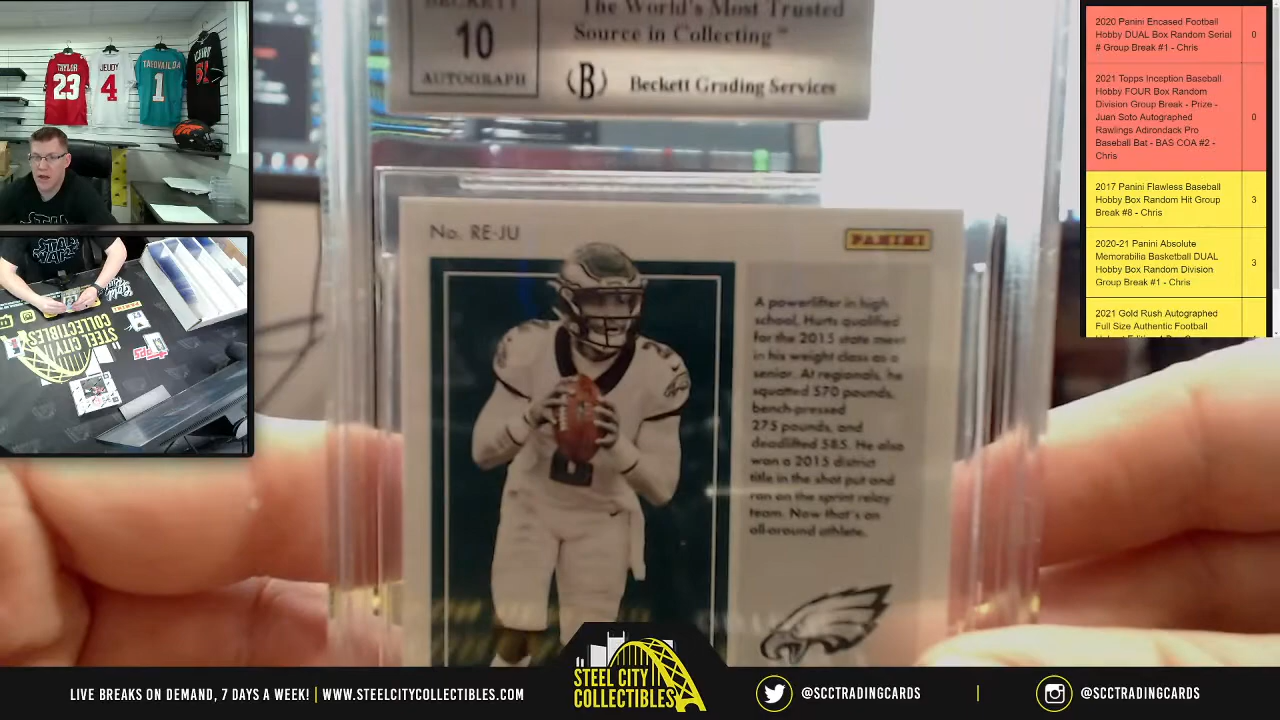 TAYLOR
23
JEUDY
4
TAGOVAILOA
1
BECKETT
10
AUTOGRAPH
The World's Most Trusted
Source in Collecting™
B
Beckett Grading Services
No. RE-JU
PANINI
A powerlifter in high
school, Hurts qualified
for the 2015 state meet
in his weight class as a
senior. At regionals, he
squatted 570 pounds,
bench-pressed
275 pounds, and
deadlifted 585. He also
won a 2015 district
title in the shot put and
ran on the sprint relay
team. Now that's an
all-around athlete.
2020 Panini Encased Football
Hobby DUAL Box Random Serial
# Group Break #1 - Chris
0
2021 Topps Inception Baseball
Hobby FOUR Box Random
Division Group Break - Prize -
Juan Soto Autographed
Rawlings Adirondack Pro
Baseball Bat - BAS COA #2 -
Chris
0
2017 Panini Flawless Baseball
Hobby Box Random Hit Group
Break #8 - Chris
3
2020-21 Panini Absolute
Memorabilia Basketball DUAL
Hobby Box Random Division
Group Break #1 - Chris
3
2021 Gold Rush Autographed
Full Size Authentic Football
STAR
WARS
STEEL CITY
COLLECTIBLES
LIVE BREAKS ON DEMAND, 7 DAYS A WEEK! | WWW.STEELCITYCOLLECTIBLES.COM
STEEL CITY
COLLECTIBLES
@SCCTRADINGCARDS
@SCCTRADINGCARDS